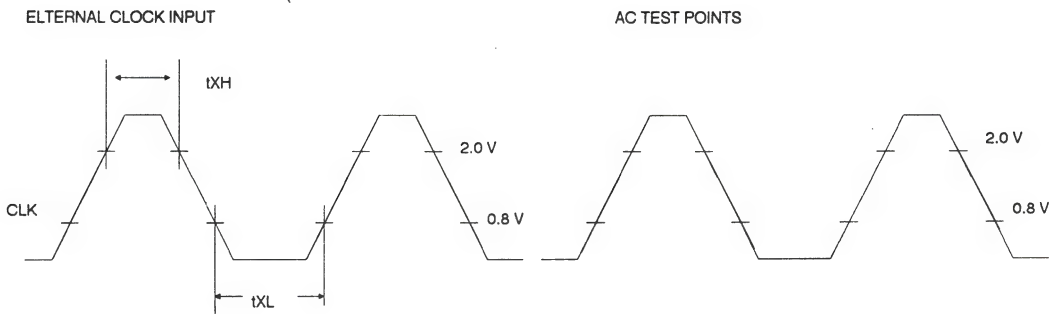 ELTERNAL CLOCK INPUT
AC TEST POINTS
tXH
2.0 V
2.0 V
CLK
0.8 V
0.8 V
tXL